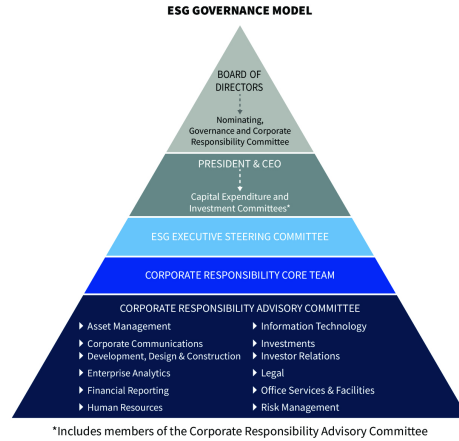 ESG GOVERNANCE MODEL
BOARD OF
DIRECTORS
Nominating,
Governance and Corporate
Responsibility Committee
PRESIDENT & CEO
Capital Expenditure and
Investment Committees*
ESG EXECUTIVE STEERING COMMITTEE
CORPORATE RESPONSIBILITY CORE TEAM
CORPORATE RESPONSIBILITY ADVISORY COMMITTEE
Asset Management
Corporate Communications
Development, Design & Construction
Enterprise Analytics
Financial Reporting
Human Resources
Information Technology
Investments
Investor Relations
Legal
Office Services & Facilities
Risk Management
*Includes members of the Corporate Responsibility Advisory Committee